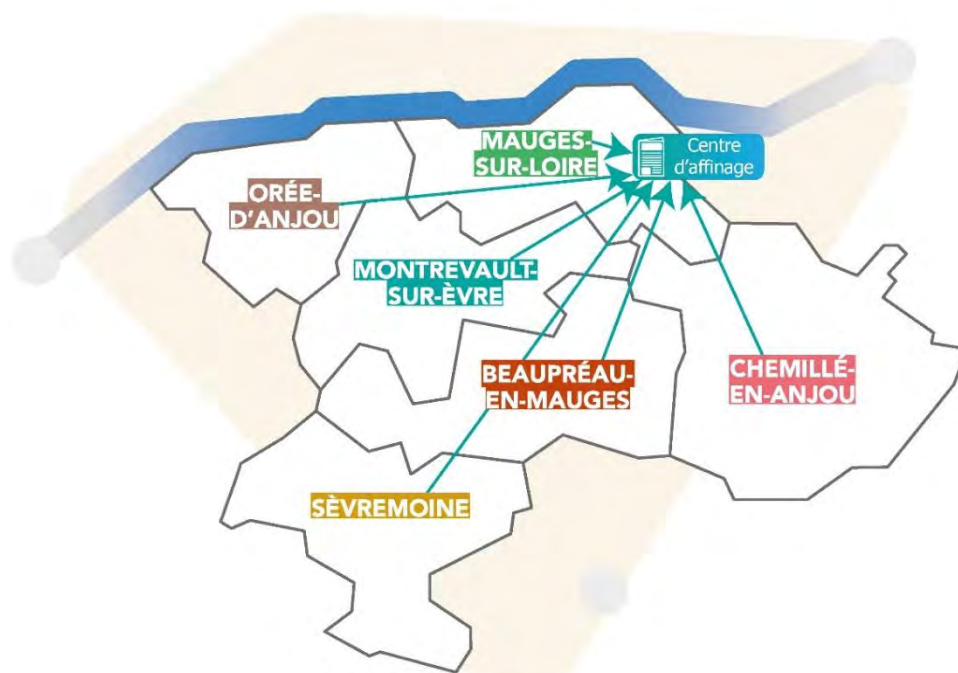 MAUGES-
SUR-LOIRE
Centre
d'affinage
ORÉE-
D'ANJOU
MONTREVAULT-
SUR-ÈVRE
BEAUPRÉAU-
EN-MAUGES
CHEMILLÉ-
EN-ANJOU
SÈVREMOINE